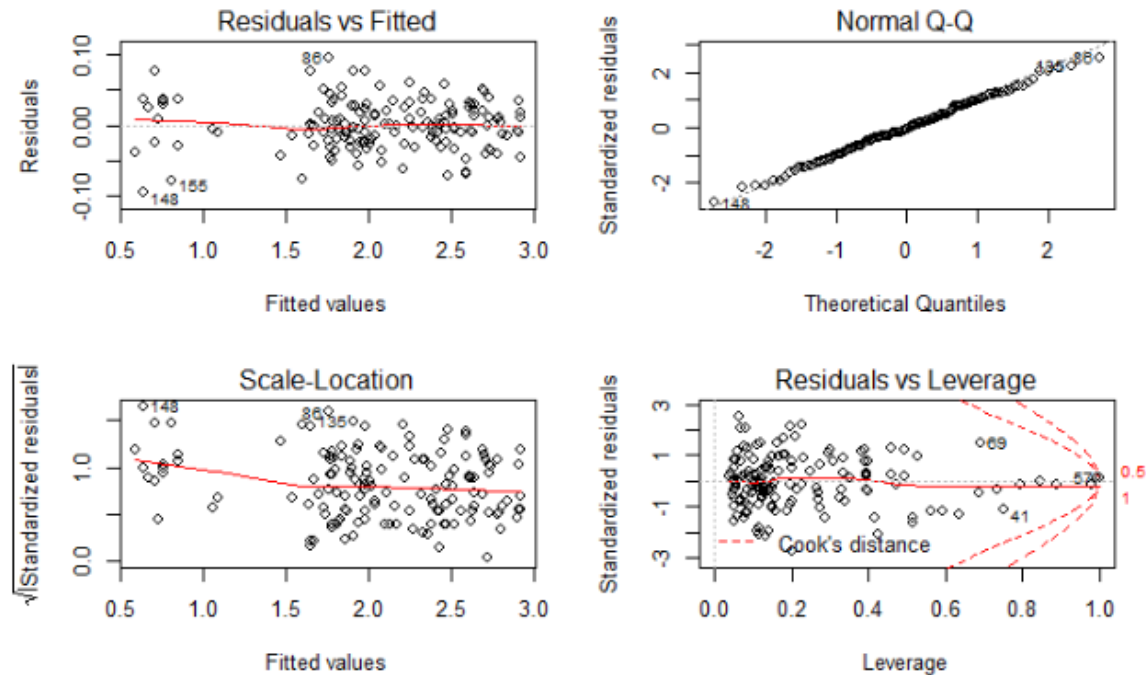 Residuals vs Fitted
Residuals
0.10
0.00
-0.10
86
155
148
0.5 1.0 1.5 2.0 2.5 3.0
Fitted values
Normal Q-Q
Standardized residuals
2
0
-2
135 86
148
-2 -1 0 1 2
Theoretical Quantiles
Scale-Location
√|Standardized residuals|
1.0
0.0
148
86
135
0.5 1.0 1.5 2.0 2.5 3.0
Fitted values
Residuals vs Leverage
Standardized residuals
3
1
-1
-3
69
57
41
0.5
1
Cook's distance
0.0 0.2 0.4 0.6 0.8 1.0
Leverage